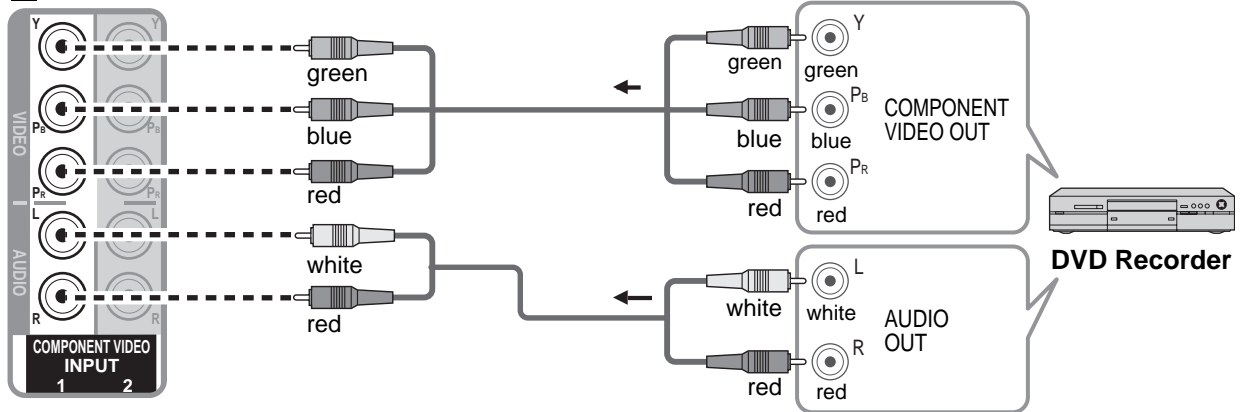 VIDEO
AUDIO
Y
PB
PR
L
R
Y
PB
PR
L
R
COMPONENT VIDEO
INPUT
1 2
green
blue
red
white
red
green
blue
red
white
red
Y
green
PB
blue
PR
red
COMPONENT
VIDEO OUT
L
white
R
red
AUDIO
OUT
DVD Recorder